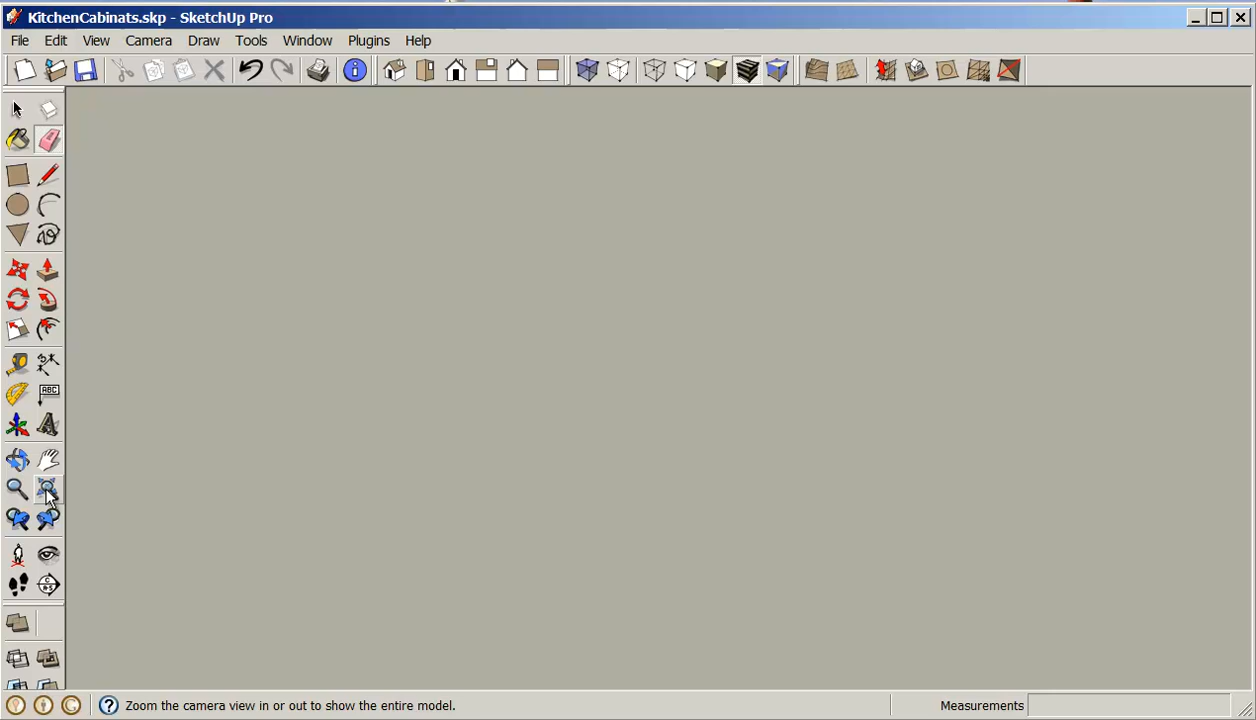 KitchenCabinats.skp - SketchUp Pro
File Edit View Camera Draw Tools Window Plugins Help
ABC
Zoom the camera view in or out to show the entire model.
Measurements